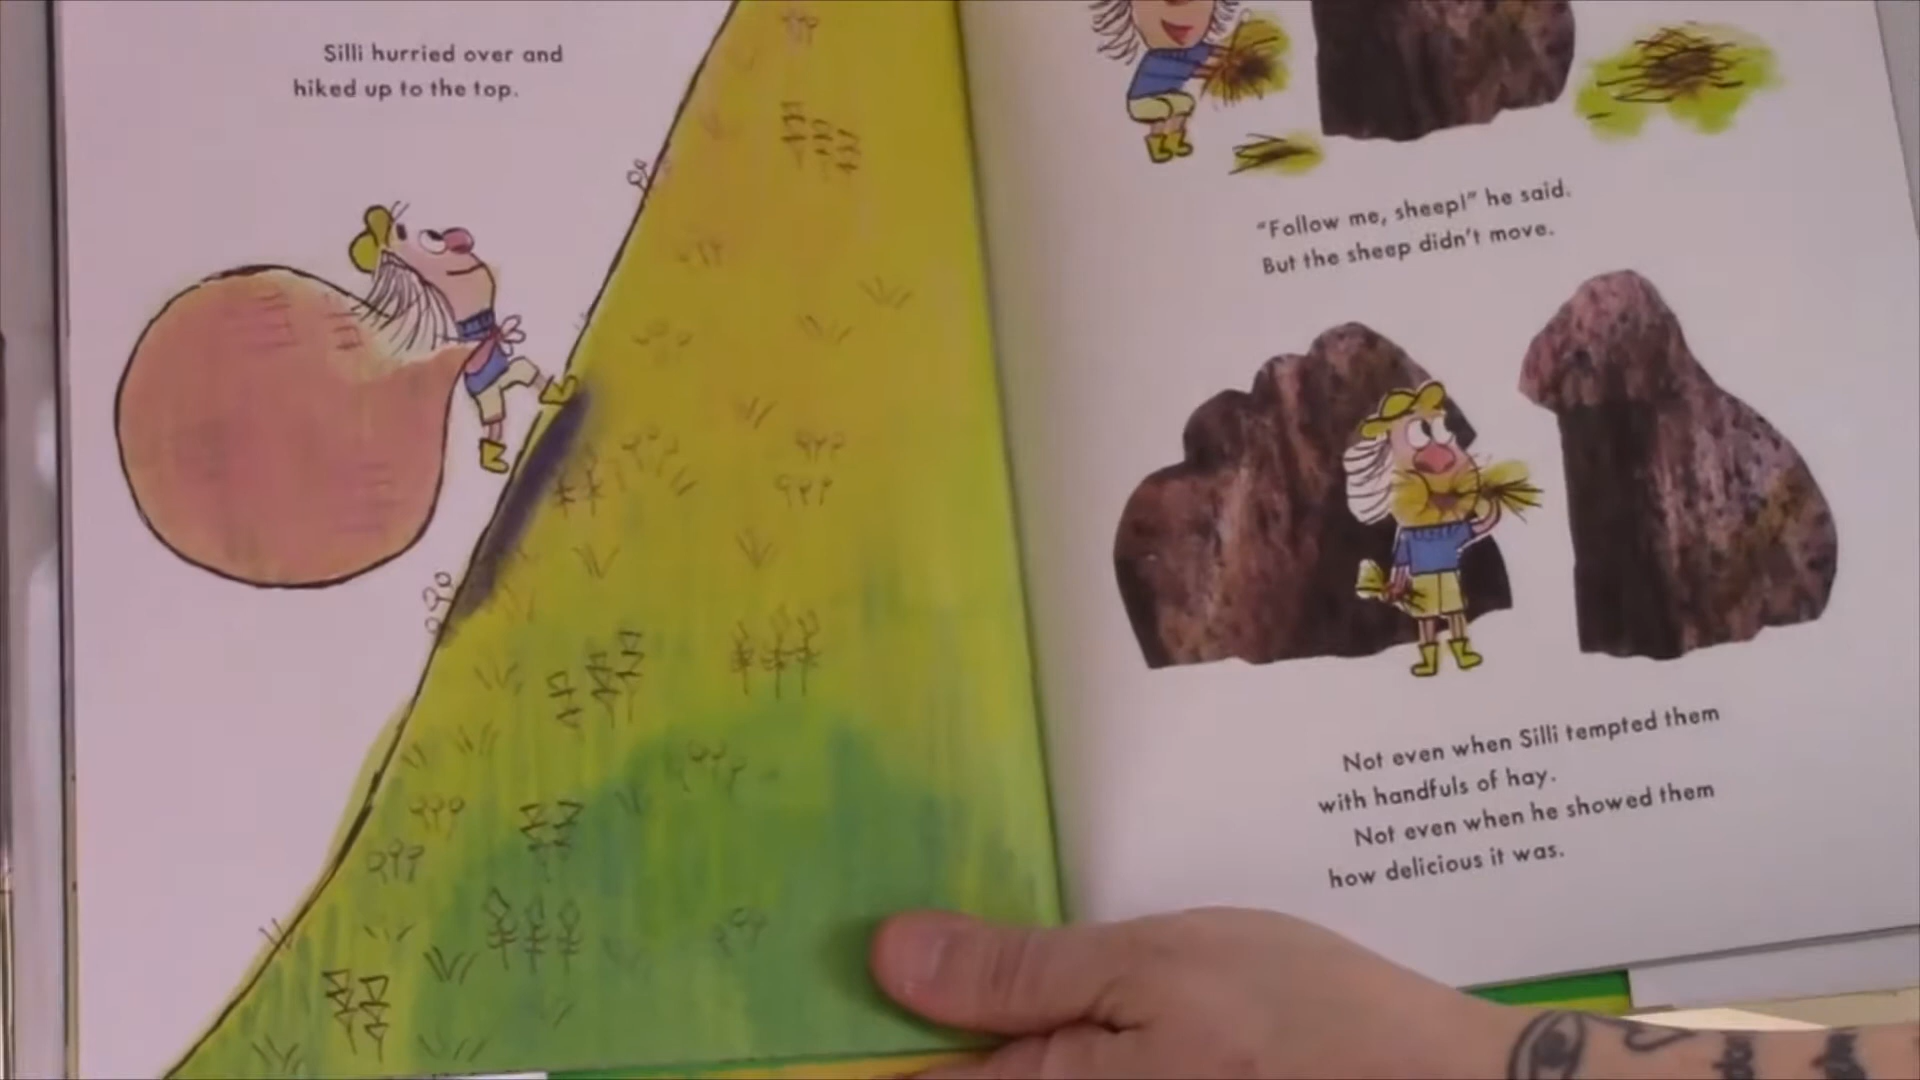 Silli hurried over and
hiked up to the top.
"Follow me, sheep!" he said.
But the sheep didn't move.
Not even when Silli tempted them
with handfuls of hay.
Not even when he showed them
how delicious it was.